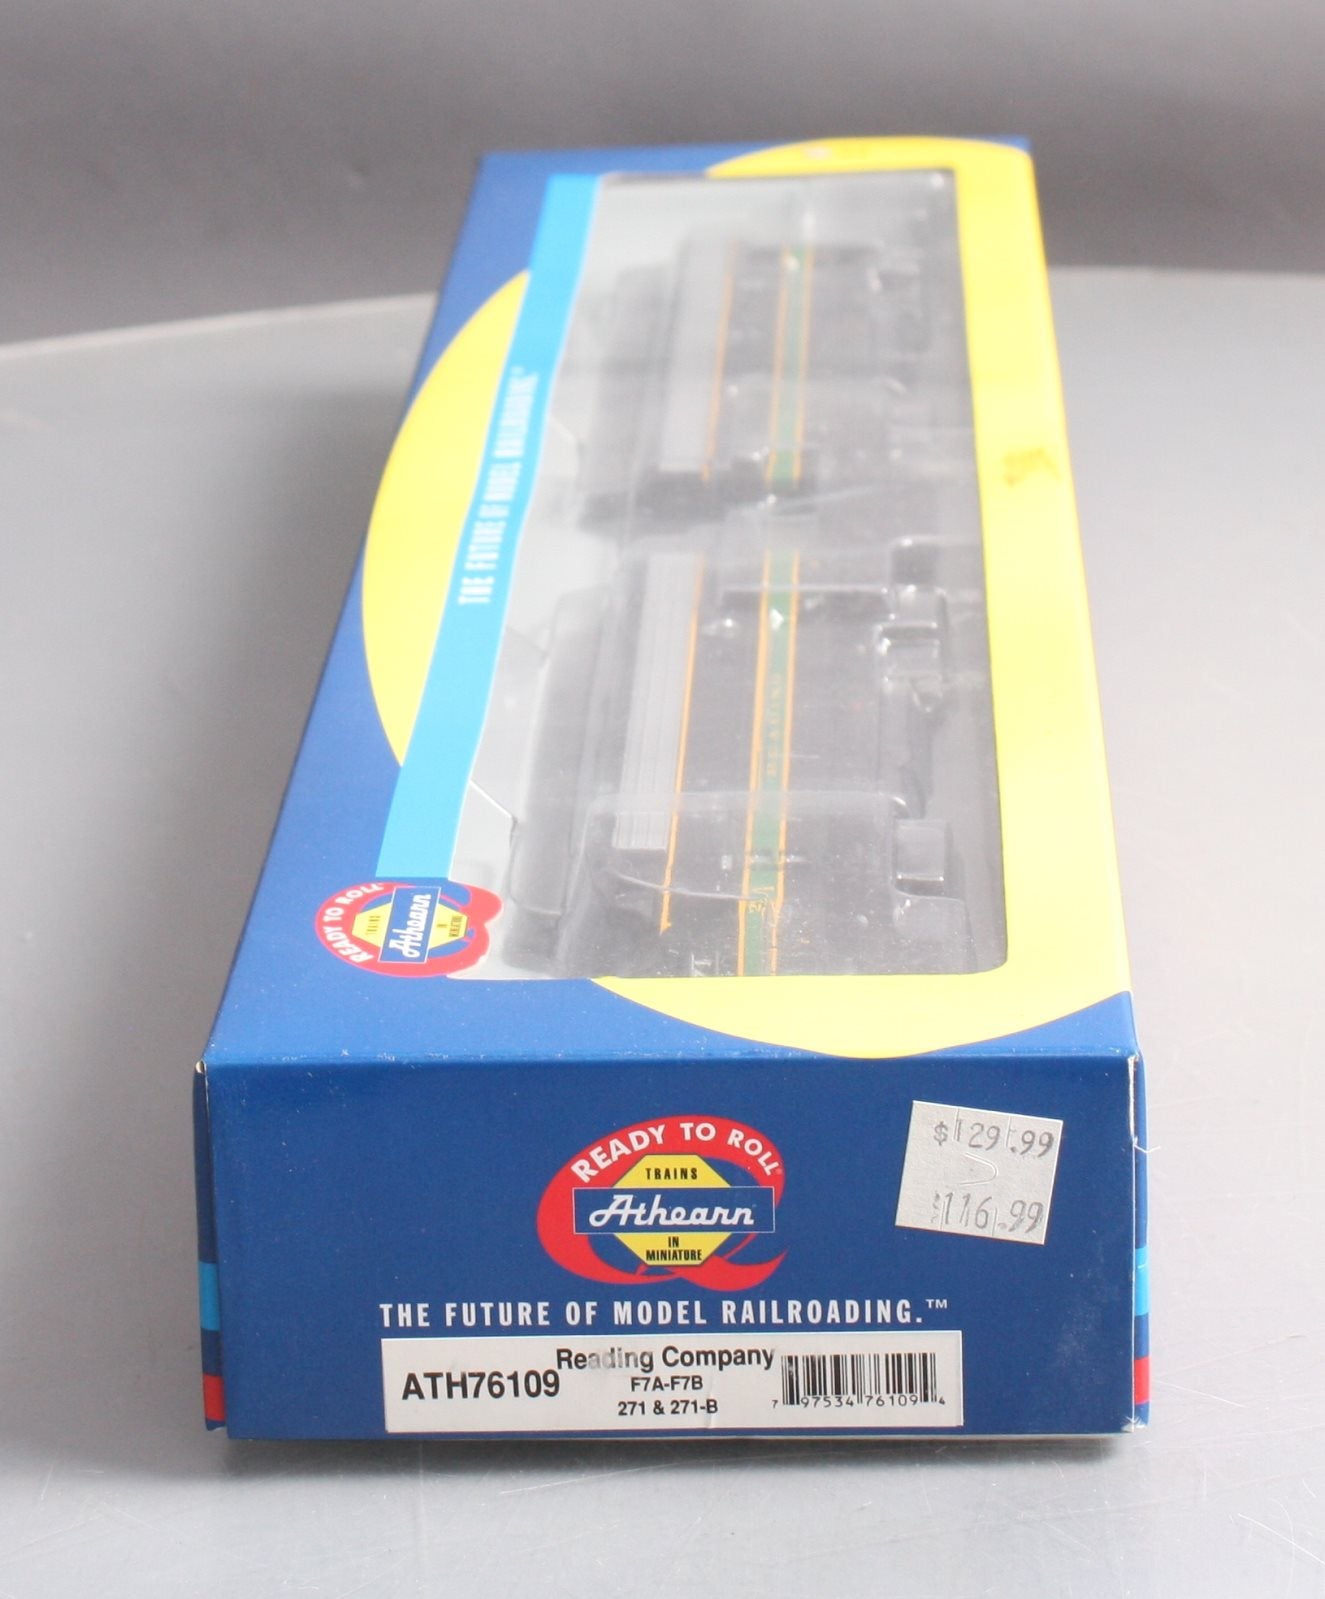 THE FUTURE OF MODEL RAILROADING.™
READING
READY TO ROLL
TRAINS
Athearn
IN
MINIATURE
READY TO ROLL
TRAINS
Athearn
IN
MINIATURE
$129.99
$116.99
THE FUTURE OF MODEL RAILROADING.™
ATH76109
Reading Company
F7A-F7B
271 & 271-B
7 97534 76109 4